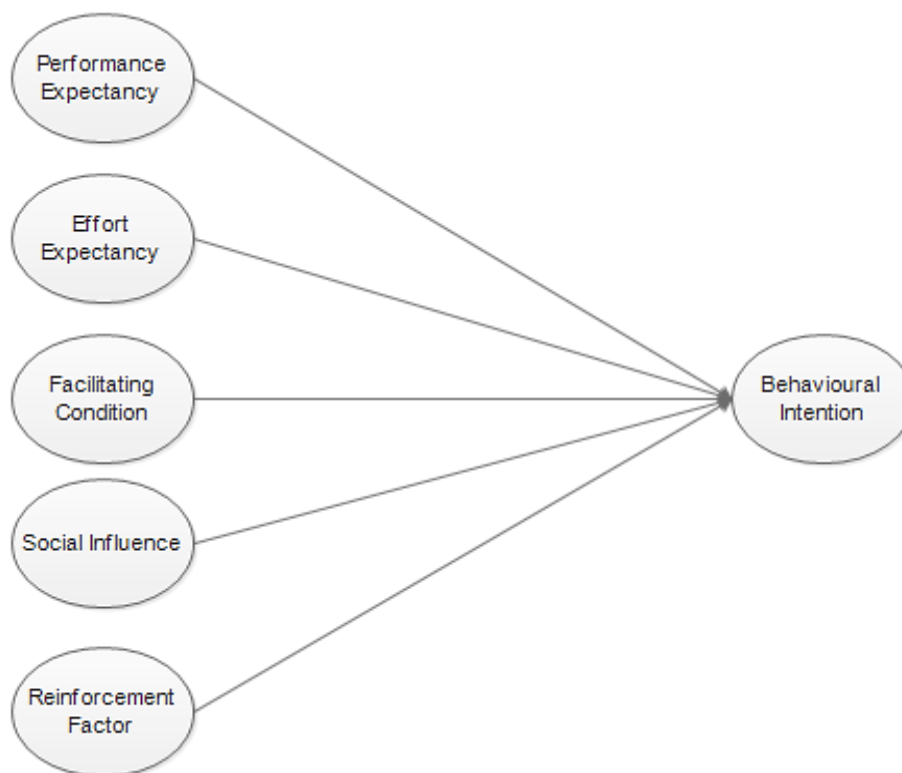 Performance
Expectancy
Effort
Expectancy
Facilitating
Condition
Social Influence
Reinforcement
Factor
Behavioural
Intention